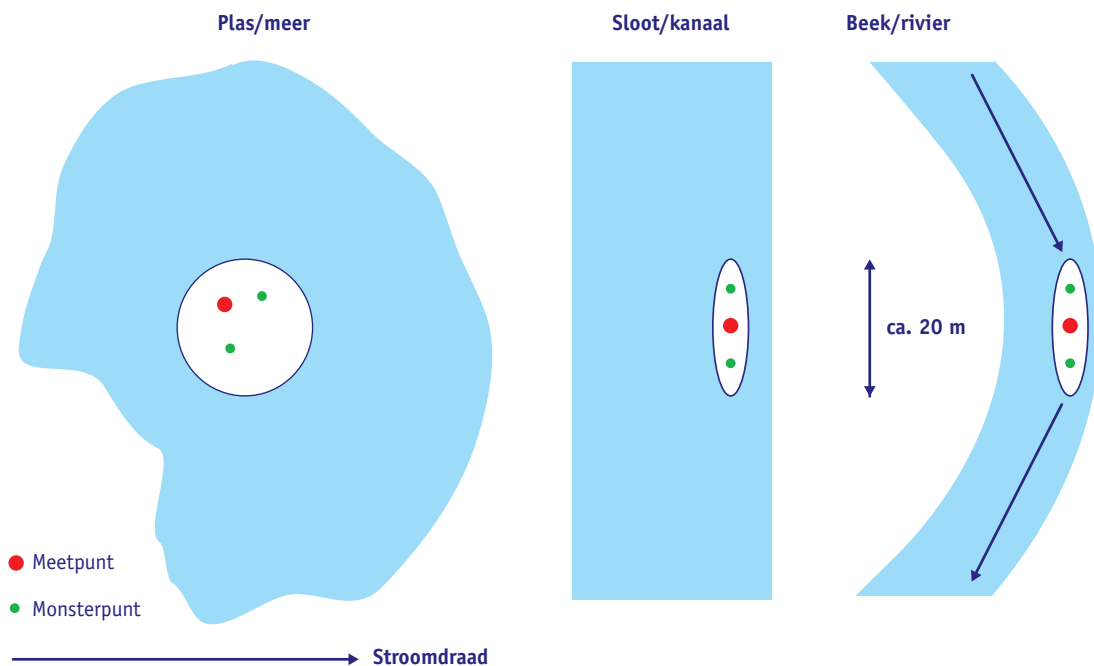 Plas/meer
Sloot/kanaal
Beek/rivier
ca. 20 m
Meetpunt
Monsterpunt
Stroomdraad